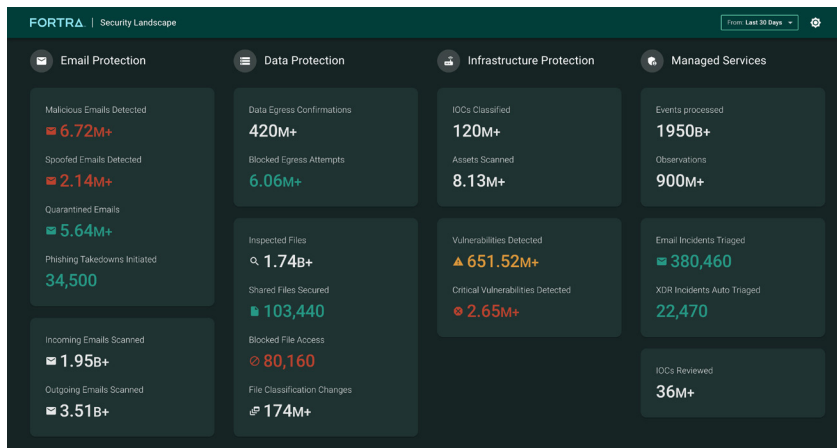 FORTRA. | Security Landscape
From: Last 30 Days
Email Protection
Malicious Emails Detected
6.72M+
Spoofed Emails Detected
2.14M+
Quarantined Emails
5.64M+
Phishing Takedowns Initiated
34,500
Incoming Emails Scanned
1.95B+
Outgoing Emails Scanned
3.51B+
Data Protection
Data Egress Confirmations
420M+
Blocked Egress Attempts
6.06M+
Inspected Files
1.74B+
Shared Files Secured
103,440
Blocked File Access
80,160
File Classification Changes
174M+
Infrastructure Protection
IOCs Classified
120M+
Assets Scanned
8.13M+
Vulnerabilities Detected
651.52M+
Critical Vulnerabilities Detected
2.65M+
Managed Services
Events processed
1950B+
Observations
900M+
Email Incidents Triaged
380,460
XDR Incidents Auto Triaged
22,470
IOCs Reviewed
36M+